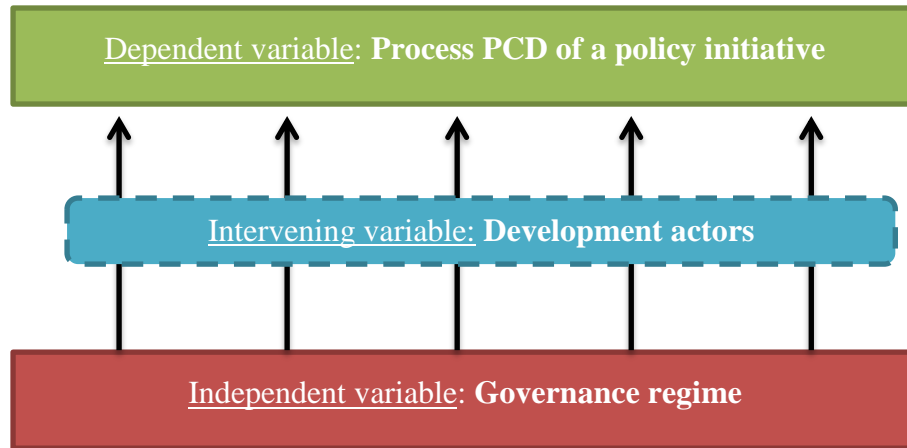 Dependent variable: Process PCD of a policy initiative
Intervening variable: Development actors
Independent variable: Governance regime